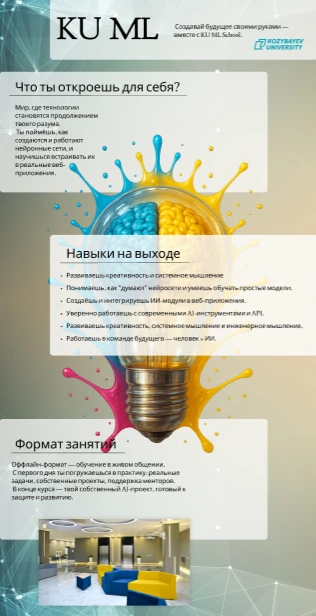 KU ML
Создавай будущее своими руками —
вместе с KU ML School.
KOZYBAYEV
UNIVERSITY
Что ты откроешь для себя?
Мир, где технологии
становятся продолжением
твоего разума.
Ты поймёшь, как
создаются и работают
нейронные сети, и
научишься встраивать их
в реальные веб-
приложения.
Навыки на выходе
• Развиваешь креативность и системное мышление
• Понимаешь, как "думают" нейросети и умеешь обучать простые модели.
• Создаёшь и интегрируешь ИИ-модули в веб-приложения.
• Уверенно работаешь с современными AI-инструментами и API.
• Развиваешь креативность, системное мышление и инженерное мышление.
• Работаешь в команде будущего — человек + ИИ.
Формат занятий
Оффлайн-формат — обучение в живом общении.
С первого дня ты погружаешься в практику: реальные
задачи, собственные проекты, поддержка менторов.
В конце курса — твой собственный AI-проект, готовый к
защите и развитию.